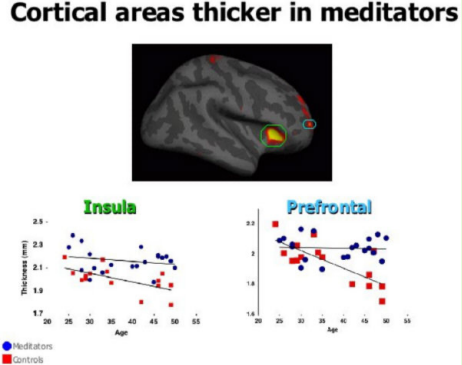 Cortical areas thicker in meditators
Insula
Prefrontal
Thickness (mm)
2.5
2.3
2.1
1.9
1.7
20 25 30 35 40 45 50 55
Age
2.2
2
1.8
1.6
20 25 30 35 40 45 50 55
Age
Meditators
Controls